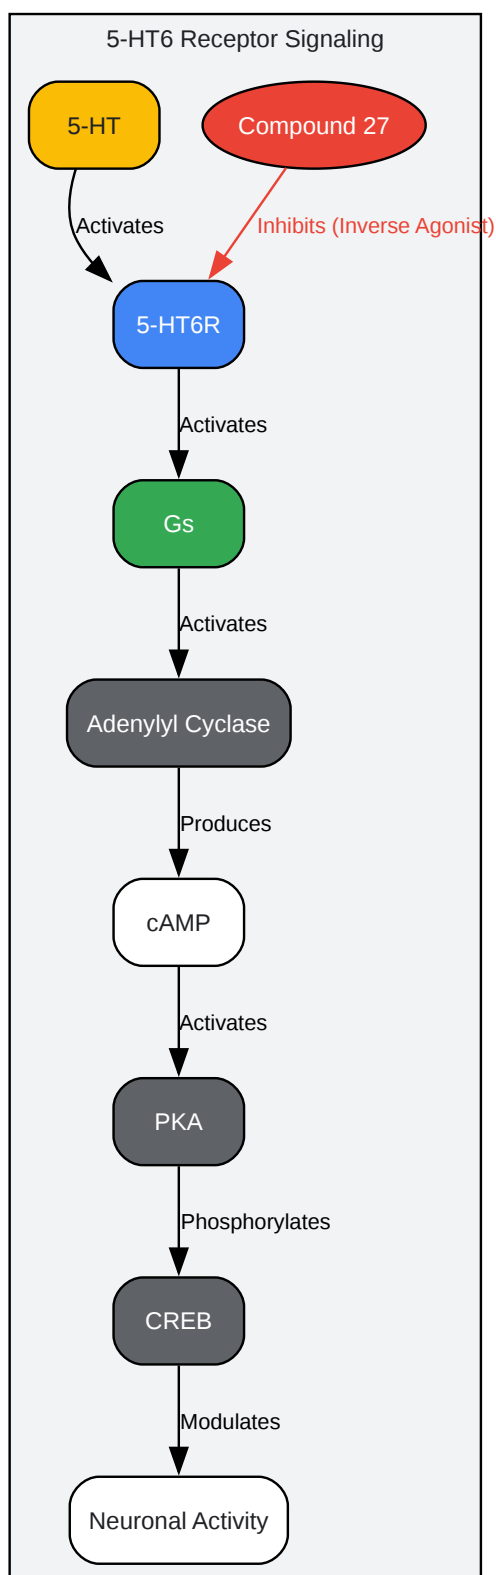 5-HT6 Receptor Signaling
5-HT
Compound 27
Activates
Inhibits (Inverse Agonist)
5-HT6R
Activates
Gs
Activates
Adenylyl Cyclase
Produces
cAMP
Activates
PKA
Phosphorylates
CREB
Modulates
Neuronal Activity